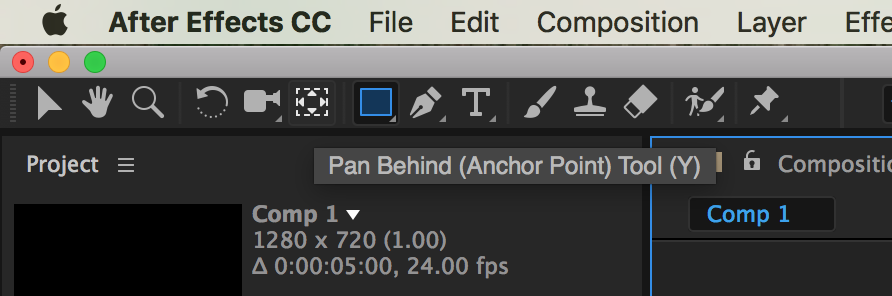 After Effects CC File Edit Composition Layer Effe
Pan Behind (Anchor Point) Tool (Y)
Project Compositi
Comp 1
Comp 1
1280 x 720 (1.00)
Δ 0:00:05:00, 24.00 fps